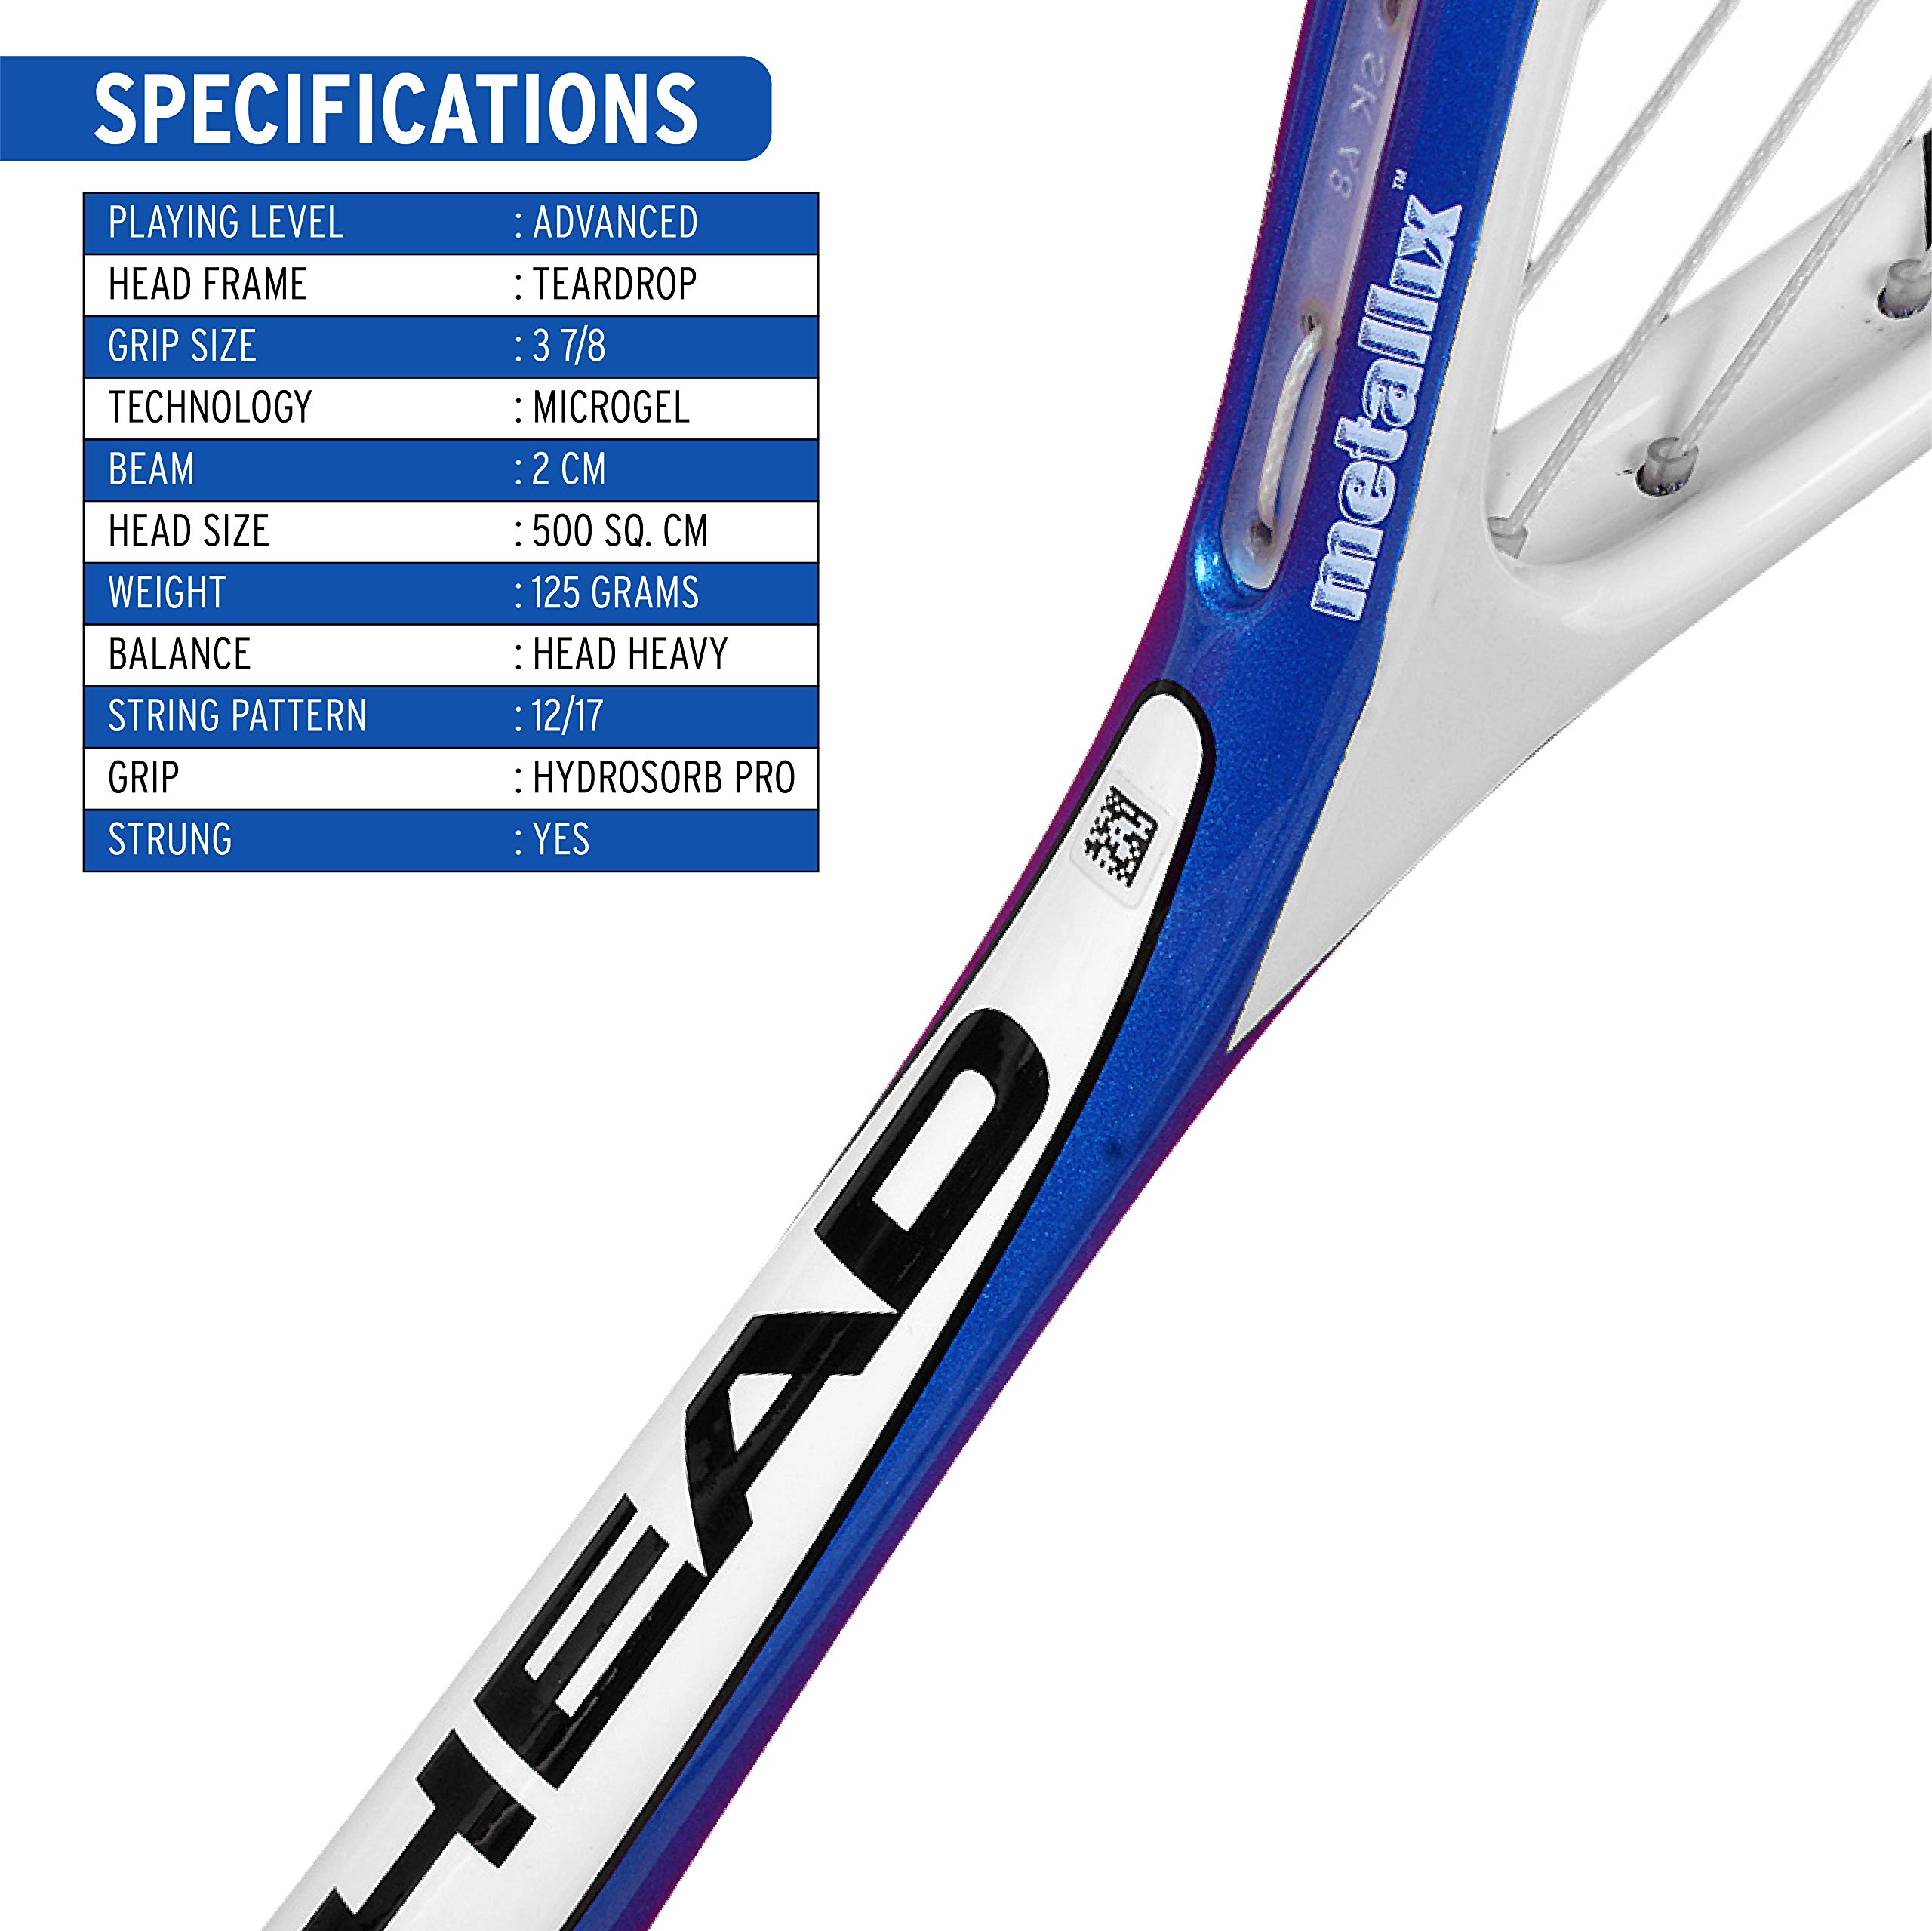 SPECIFICATIONS
PLAYING LEVEL : ADVANCED
HEAD FRAME : TEARDROP
GRIP SIZE : 3 7/8
TECHNOLOGY : MICROGEL
BEAM : 2 CM
HEAD SIZE : 500 SQ. CM
WEIGHT : 125 GRAMS
BALANCE : HEAD HEAVY
STRING PATTERN : 12/17
GRIP : HYDROSORB PRO
STRUNG : YES
metallix™
HEAD